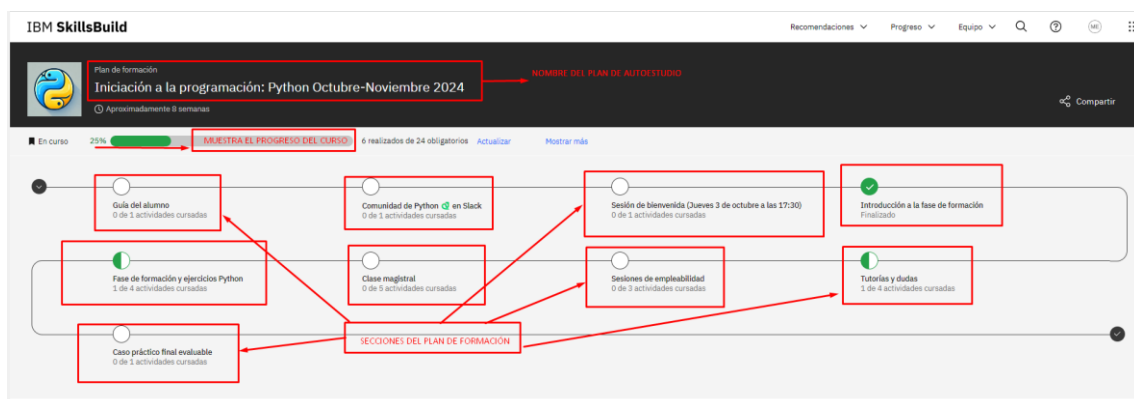 IBM SkillsBuild
Recomendaciones
Progreso
Equipo
ME
Plan de formación
Iniciación a la programación: Python Octubre-Noviembre 2024
Aproximadamente 8 semanas
NOMBRE DEL PLAN DE AUTOESTUDIO
Compartir
En curso
25%
MUESTRA EL PROGRESO DEL CURSO
6 realizados de 24 obligatorios
Actualizar
Mostrar más
Guía del alumno
0 de 1 actividades cursadas
Comunidad de Python en Slack
0 de 1 actividades cursadas
Sesión de bienvenida (Jueves 3 de octubre a las 17:30)
0 de 1 actividades cursadas
Introducción a la fase de formación
Finalizado
Fase de formación y ejercicios Python
1 de 4 actividades cursadas
Clase magistral
0 de 5 actividades cursadas
Sesiones de empleabilidad
0 de 3 actividades cursadas
Tutorías y dudas
1 de 4 actividades cursadas
Caso práctico final evaluable
0 de 1 actividades cursadas
SECCIONES DEL PLAN DE FORMACIÓN